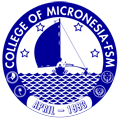 COLLEGE OF MICRONESIA-FSM
APRIL - 1993